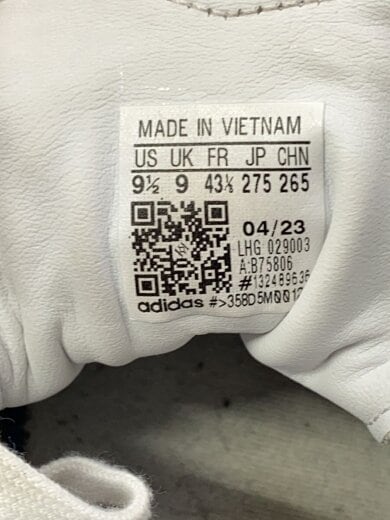 MADE IN VIETNAM
US UK FR JP CHN
9½ 9 43⅓ 275 265
04/23
LHG 029003
A:B75806
#132489636
adidas #>358D5M001